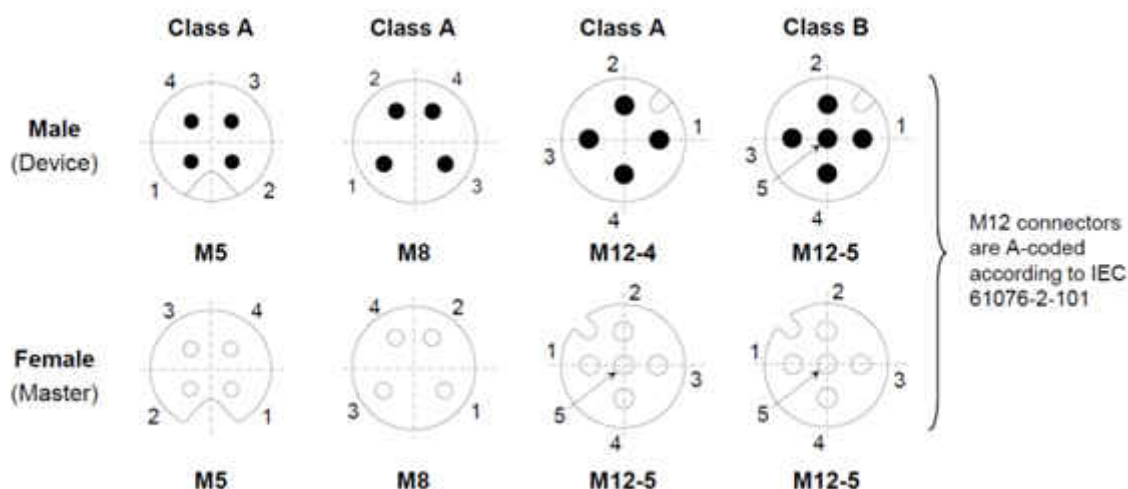 Class A
Class A
Class A
Class B
4 3
2 4
2
2
Male
(Device)
1
1
3
3
1 2
1 3
5
4
4
M5
M8
M12-4
M12-5
M12 connectors
are A-coded
according to IEC
61076-2-101
3 4
4 2
2
2
Female
(Master)
1
1
3
3
2 1
3 1
5
5
4
4
M5
M8
M12-5
M12-5